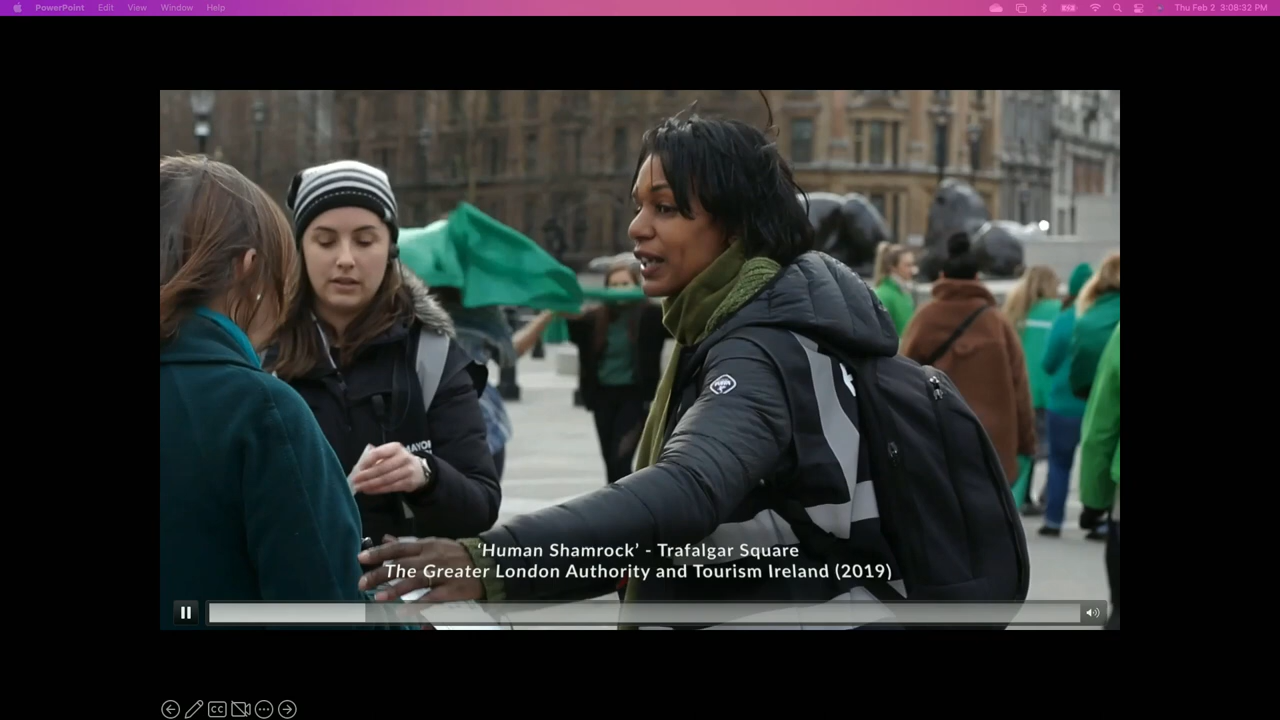 PowerPoint Edit View Window Help Thu Feb 2 3:08:32 PM
MAYOR
'Human Shamrock' - Trafalgar Square
The Greater London Authority and Tourism Ireland (2019)
CC